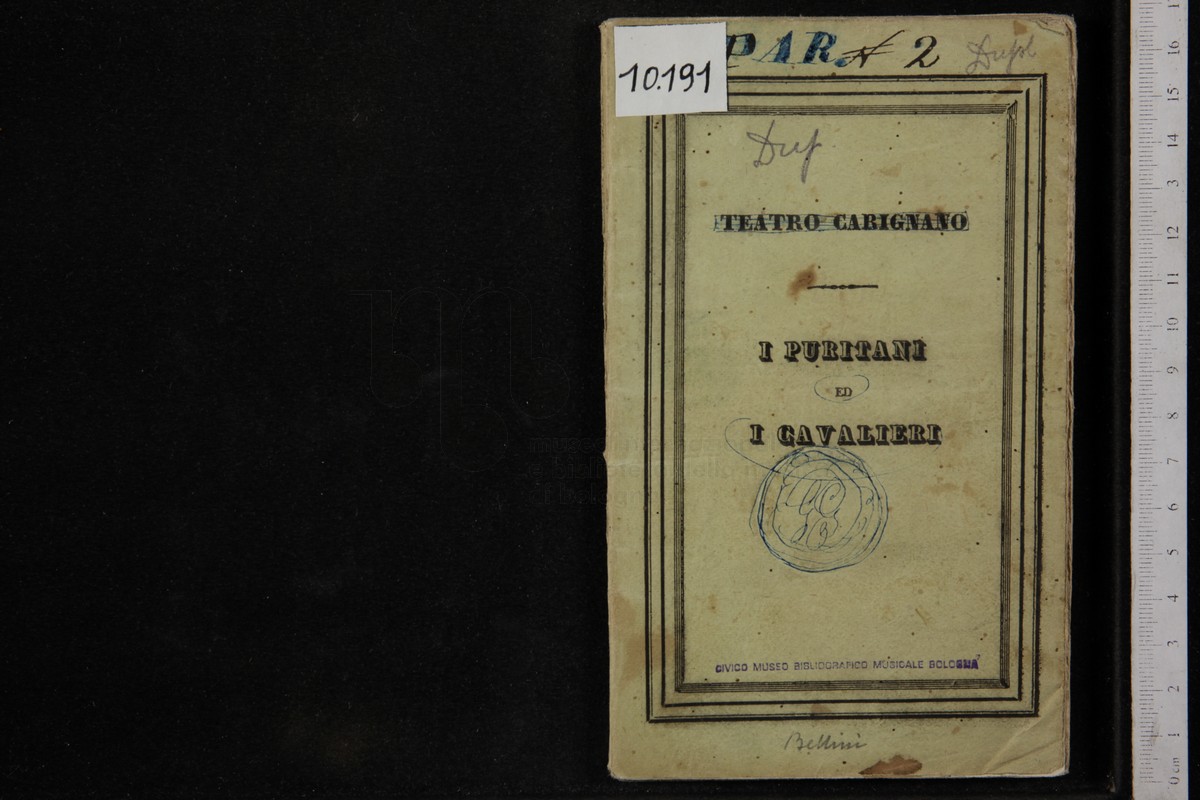 10.191
PAR. N 2
Dupl
Dup
TEATRO CARIGNANO
I PURITANI
ED
I CAVALIERI
CIVICO MUSEO BIBLIOGRAFICO MUSICALE BOLOGNA
Bellini